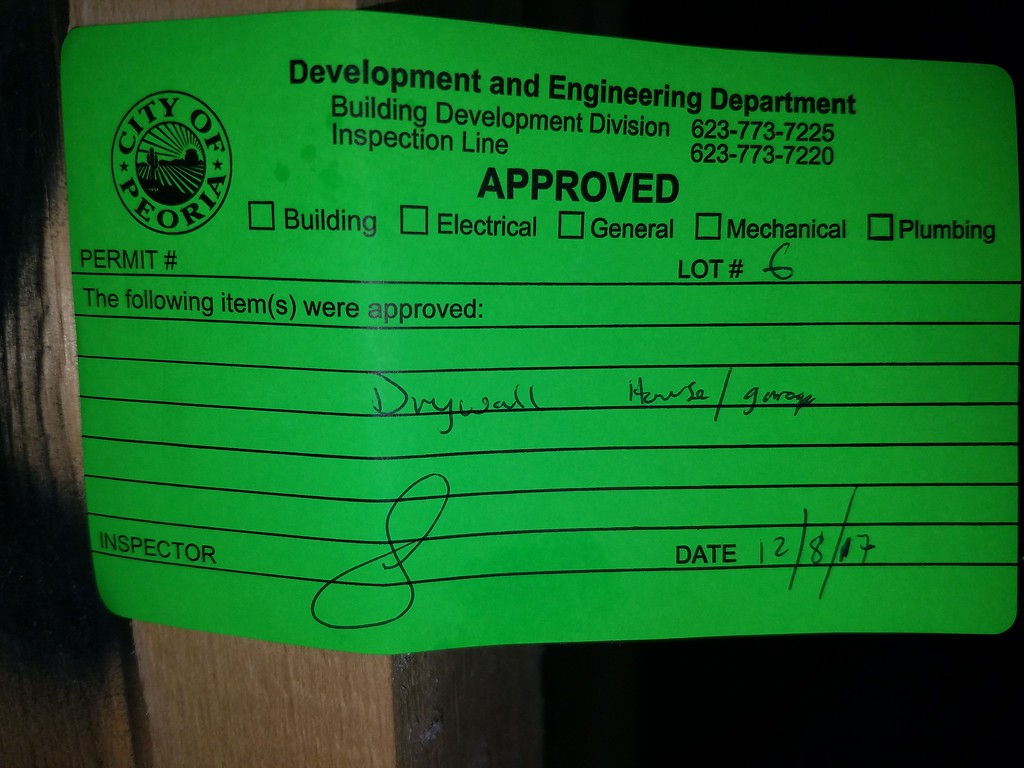 CITY OF PEORIA
Development and Engineering Department
Building Development Division 623-773-7225
Inspection Line 623-773-7220
APPROVED
Building Electrical General Mechanical Plumbing
PERMIT # LOT # 6
The following item(s) were approved:
Drywall House/garage
INSPECTOR DATE 12/8/17